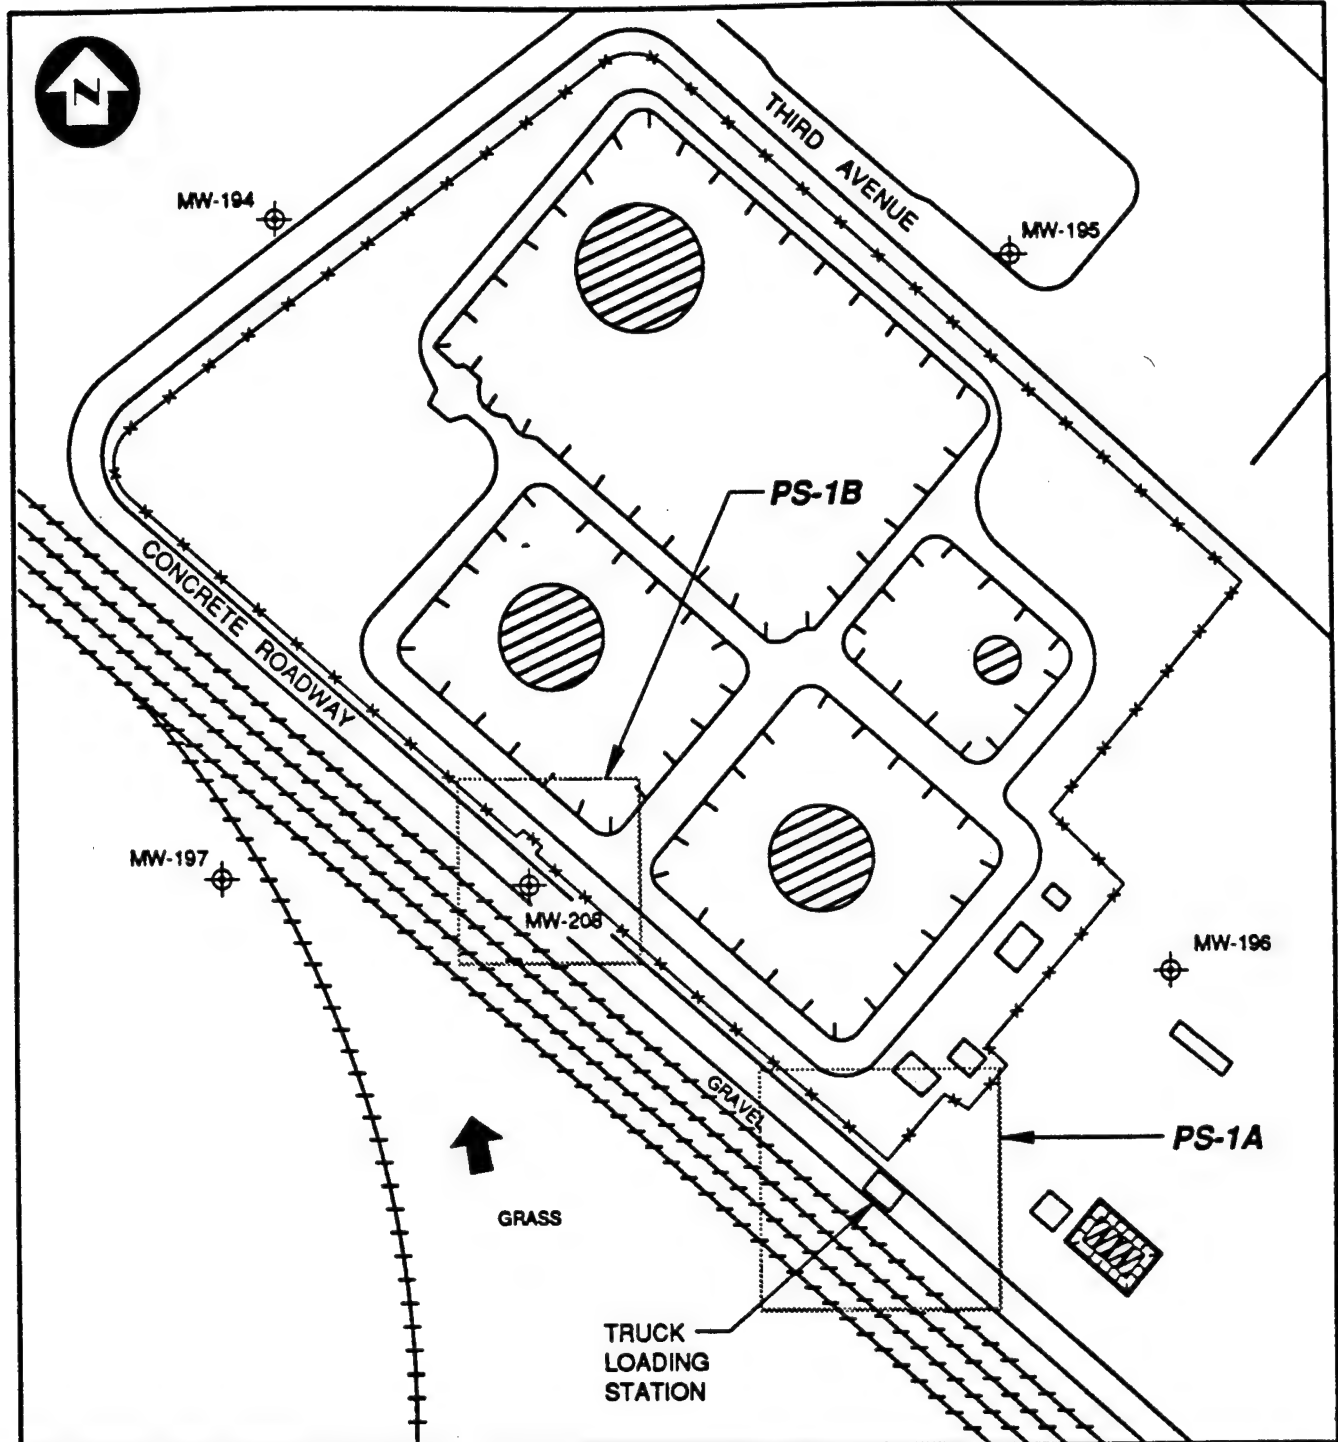 N
THIRD AVENUE
MW-194
MW-195
PS-1B
CONCRETE ROADWAY
MW-197
MW-208
MW-196
GRAVEL
PS-1A
GRASS
TRUCK
LOADING
STATION